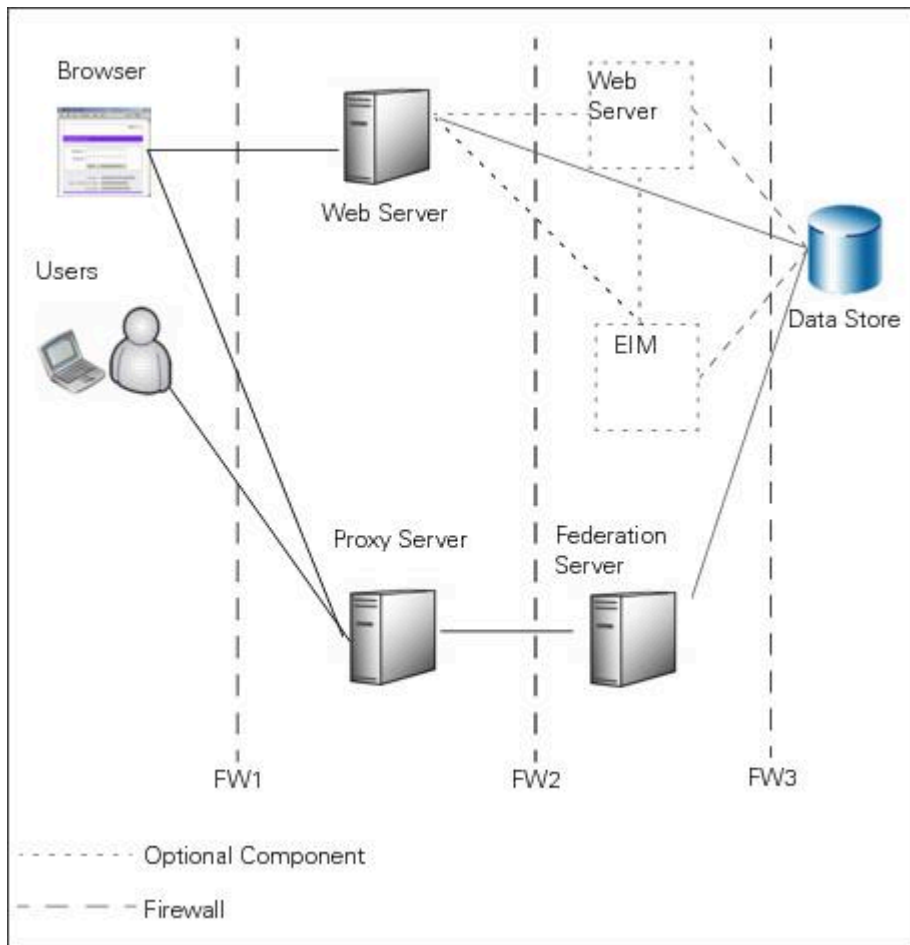 Browser
Web
Server
Web Server
Users
Data Store
EIM
Proxy Server
Federation
Server
FW1
FW2
FW3
Optional Component
Firewall